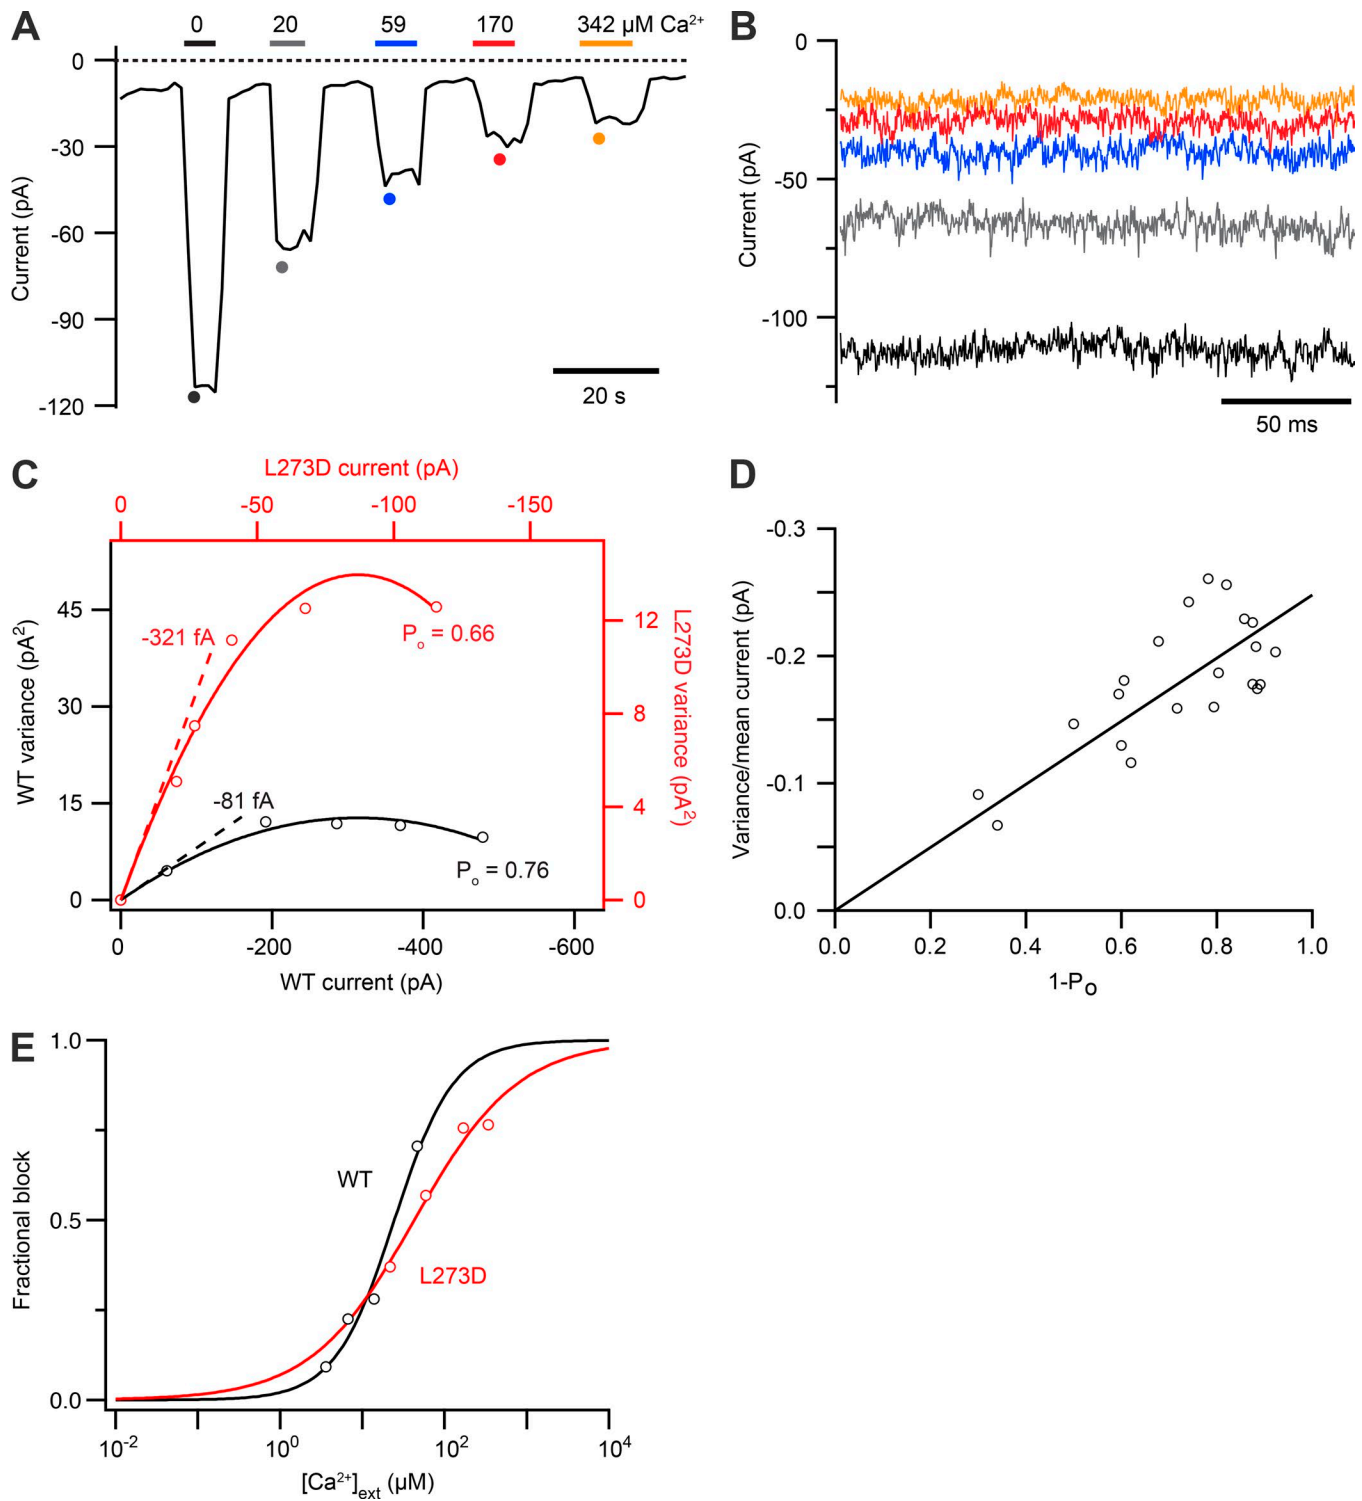 A
0 20 59 170 342 µM Ca²⁺
0
-30
-60
-90
-120
Current (pA)
20 s
B
0
-50
-100
Current (pA)
50 ms
C
L273D current (pA)
0 -50 -100 -150
45
30
15
0
WT variance (pA²)
-321 fA
Pₒ = 0.66
-81 fA
Pₒ = 0.76
12
8
4
0
L273D variance (pA²)
0 -200 -400 -600
WT current (pA)
D
-0.3
-0.2
-0.1
0.0
Variance/mean current (pA)
0.0 0.2 0.4 0.6 0.8 1.0
1-Pₒ
E
1.0
0.5
0.0
Fractional block
WT
L273D
10⁻² 10⁰ 10² 10⁴
[Ca²⁺]ext (µM)